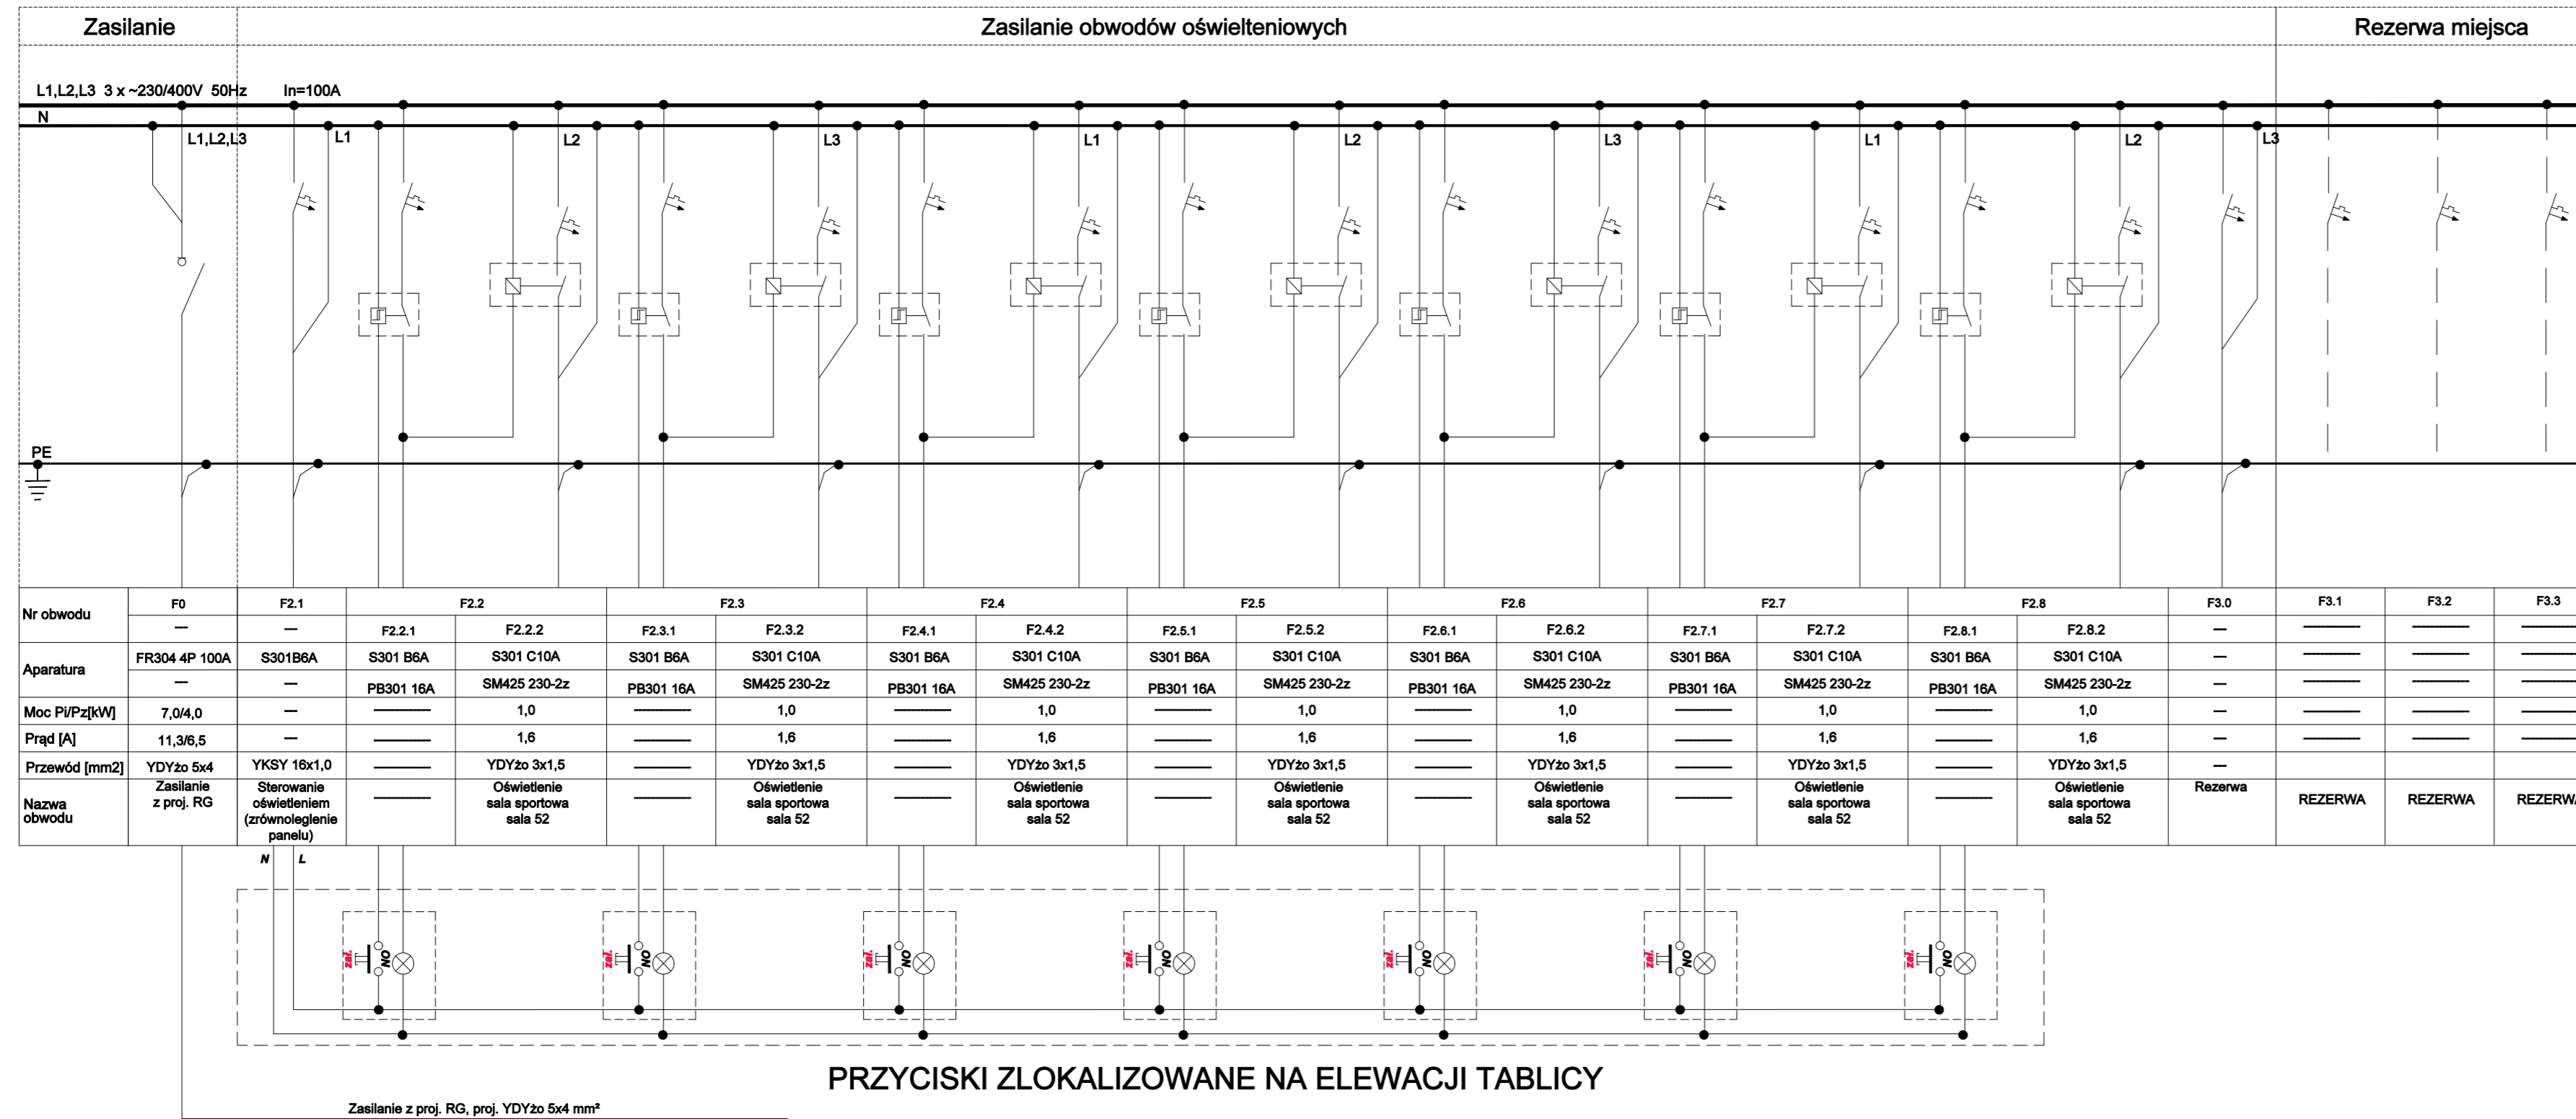 Zasilanie
Zasilanie obwodów oświelteniowych
Rezerwa miejsca
L1,L2,L3 3 x ~230/400V 50Hz
In=100A
N
L1,L2,L3
L1
L2
L3
L1
L2
L3
L1
L2
L3
PE
Nr obwodu F0 F2.1 F2.2 F2.3 F2.4 F2.5 F2.6 F2.7 F2.8 F3.0 F3.1 F3.2 F3.3
— — F2.2.1 F2.2.2 F2.3.1 F2.3.2 F2.4.1 F2.4.2 F2.5.1 F2.5.2 F2.6.1 F2.6.2 F2.7.1 F2.7.2 F2.8.1 F2.8.2 — — — —
Aparatura FR304 4P 100A S301B6A S301 B6A S301 C10A S301 B6A S301 C10A S301 B6A S301 C10A S301 B6A S301 C10A S301 B6A S301 C10A S301 B6A S301 C10A S301 B6A S301 C10A — — — —
— — PB301 16A SM425 230-2z PB301 16A SM425 230-2z PB301 16A SM425 230-2z PB301 16A SM425 230-2z PB301 16A SM425 230-2z PB301 16A SM425 230-2z PB301 16A SM425 230-2z — — — —
Moc Pi/Pz[kW] 7,0/4,0 — — 1,0 — 1,0 — 1,0 — 1,0 — 1,0 — 1,0 — 1,0 — — — —
Prąd [A] 11,3/6,5 — — 1,6 — 1,6 — 1,6 — 1,6 — 1,6 — 1,6 — 1,6 — — — —
Przewód [mm2] YDYżo 5x4 YKSY 16x1,0 — YDYżo 3x1,5 — YDYżo 3x1,5 — YDYżo 3x1,5 — YDYżo 3x1,5 — YDYżo 3x1,5 — YDYżo 3x1,5 — YDYżo 3x1,5 —
Nazwa
obwodu
Zasilanie
z proj. RG
Sterowanie
oświetleniem
(zrównoleglenie
panelu)
—
Oświetlenie
sala sportowa
sala 52
—
Oświetlenie
sala sportowa
sala 52
—
Oświetlenie
sala sportowa
sala 52
—
Oświetlenie
sala sportowa
sala 52
—
Oświetlenie
sala sportowa
sala 52
—
Oświetlenie
sala sportowa
sala 52
—
Oświetlenie
sala sportowa
sala 52
Rezerwa
REZERWA
REZERWA
REZERWA
N L
zał. NO
zał. NO
zał. NO
zał. NO
zał. NO
zał. NO
zał. NO
PRZYCISKI ZLOKALIZOWANE NA ELEWACJI TABLICY
Zasilanie z proj. RG, proj. YDYżo 5x4 mm²